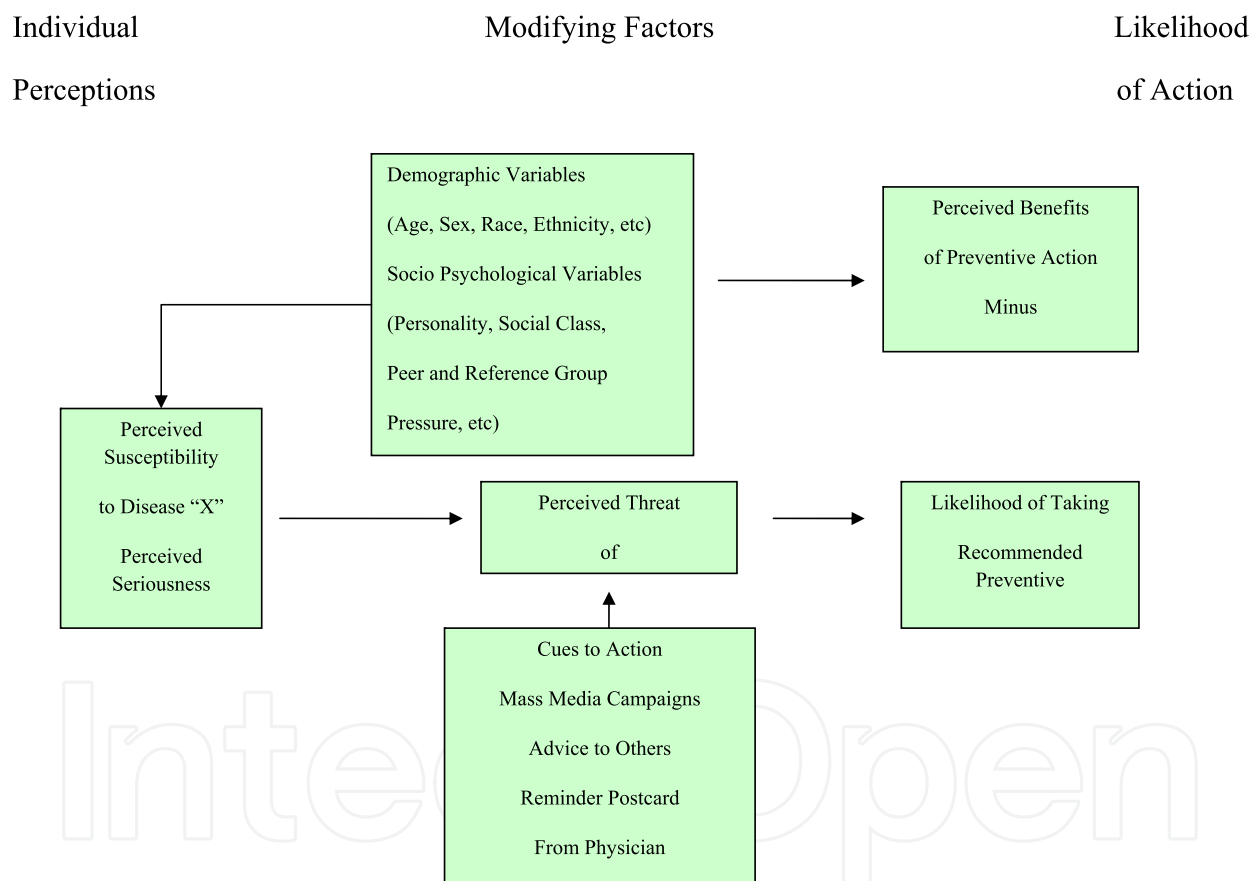 Individual
Perceptions
Modifying Factors
Likelihood
of Action
Demographic Variables
(Age, Sex, Race, Ethnicity, etc)
Socio Psychological Variables
(Personality, Social Class,
Peer and Reference Group
Pressure, etc)
Perceived Benefits
of Preventive Action
Minus
Perceived
Susceptibility
to Disease “X”
Perceived
Seriousness
Perceived Threat
of
Likelihood of Taking
Recommended
Preventive
Cues to Action
Mass Media Campaigns
Advice to Others
Reminder Postcard
From Physician